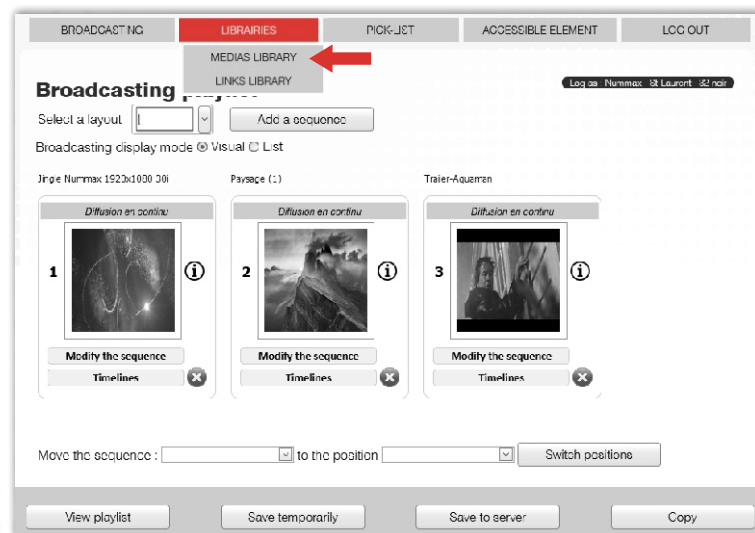 BROADCASTING LIBRAIRIES PICK-LIST ACCESSIBLE ELEMENT LOG OUT
MEDIAS LIBRARY
LINKS LIBRARY
Broadcasting
Log as Nummax St Laurent 32 noir
Select a layout Add a sequence
Broadcasting display mode Visual List
Jingle Nummax 1920x1080 30i Paysage (1) Trailer-Aquaman
Diffusion en continu Diffusion en continu Diffusion en continu
1 2 3
Modify the sequence Modify the sequence Modify the sequence
Timelines Timelines Timelines
Move the sequence : to the position Switch positions
View playlist Save temporarily Save to server Copy